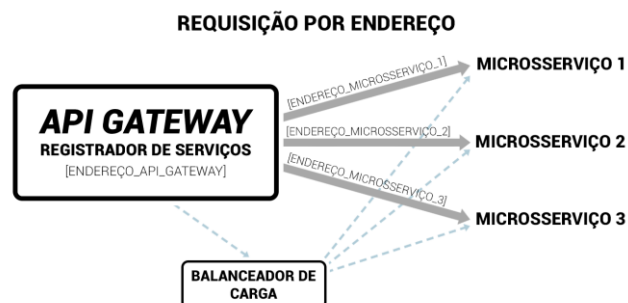 REQUISIÇÃO POR ENDEREÇO
[ENDEREÇO_MICROSSERVIÇO_1]
MICROSSERVIÇO 1
API GATEWAY
REGISTRADOR DE SERVIÇOS
[ENDEREÇO_API_GATEWAY]
[ENDEREÇO_MICROSSERVIÇO_2]
MICROSSERVIÇO 2
[ENDEREÇO_MICROSSERVIÇO_3]
MICROSSERVIÇO 3
BALANCEADOR DE
CARGA